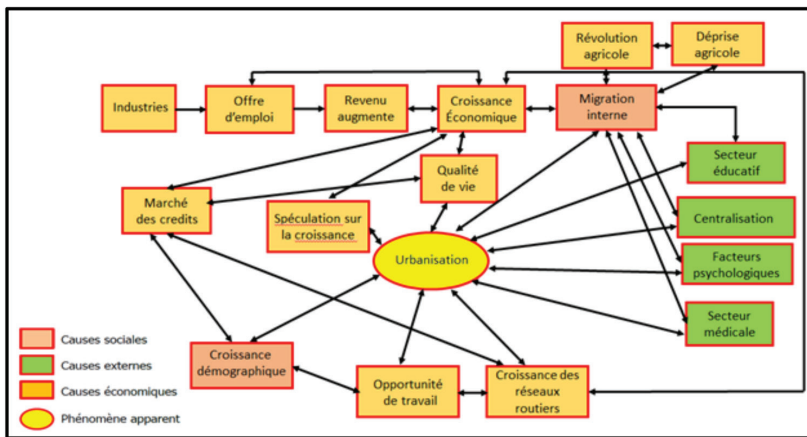 Révolution
agricole
Déprise
agricole
Industries
Offre
d'emploi
Revenu
augmente
Croissance
Économique
Migration
interne
Secteur
éducatif
Qualité
de vie
Marché
des credits
Spéculation sur
la croissance
Centralisation
Urbanisation
Facteurs
psychologiques
Secteur
médicale
Causes sociales
Causes externes
Causes économiques
Phénomène apparent
Croissance
démographique
Opportunité
de travail
Croissance des
réseaux
routiers